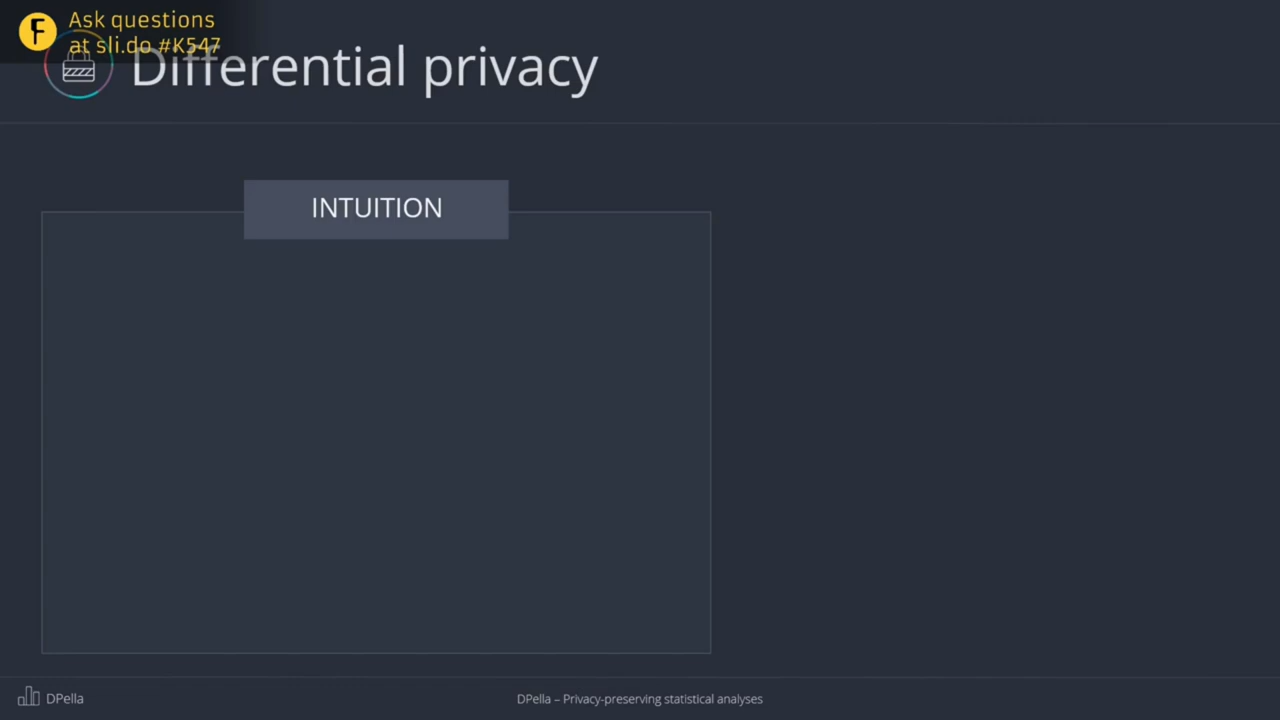 Ask questions
at sli.do #K547
Differential privacy
INTUITION
DPella
DPella – Privacy-preserving statistical analyses